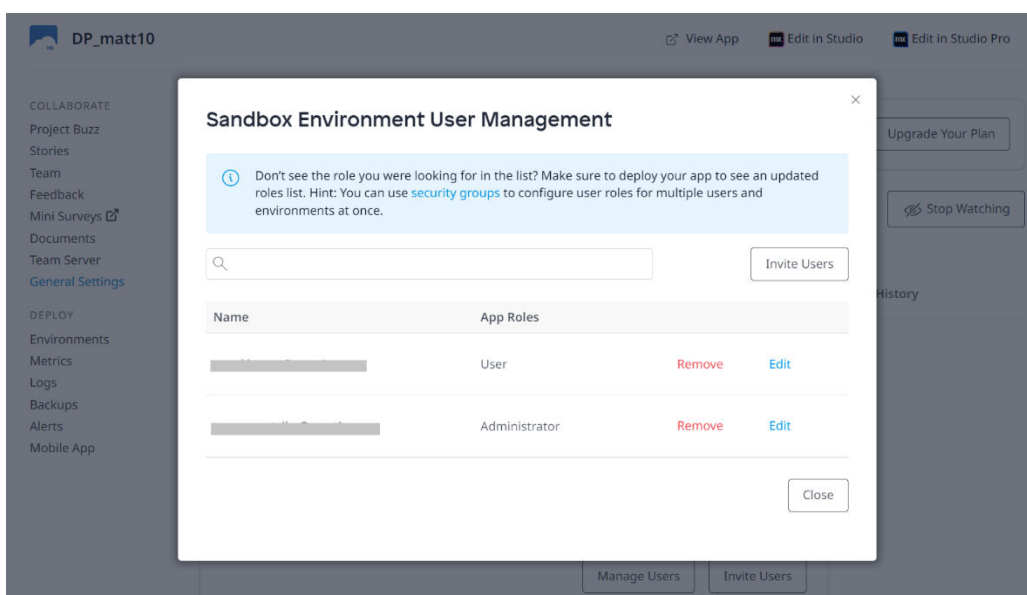 DP_matt10
View App
mx Edit in Studio
mx Edit in Studio Pro
COLLABORATE
Project Buzz
Stories
Team
Feedback
Mini Surveys
Documents
Team Server
General Settings
DEPLOY
Environments
Metrics
Logs
Backups
Alerts
Mobile App
Upgrade Your Plan
Stop Watching
History
Sandbox Environment User Management
Don't see the role you were looking for in the list? Make sure to deploy your app to see an updated
roles list. Hint: You can use security groups to configure user roles for multiple users and
environments at once.
Invite Users
Name App Roles
User Remove Edit
Administrator Remove Edit
Close
Manage Users Invite Users